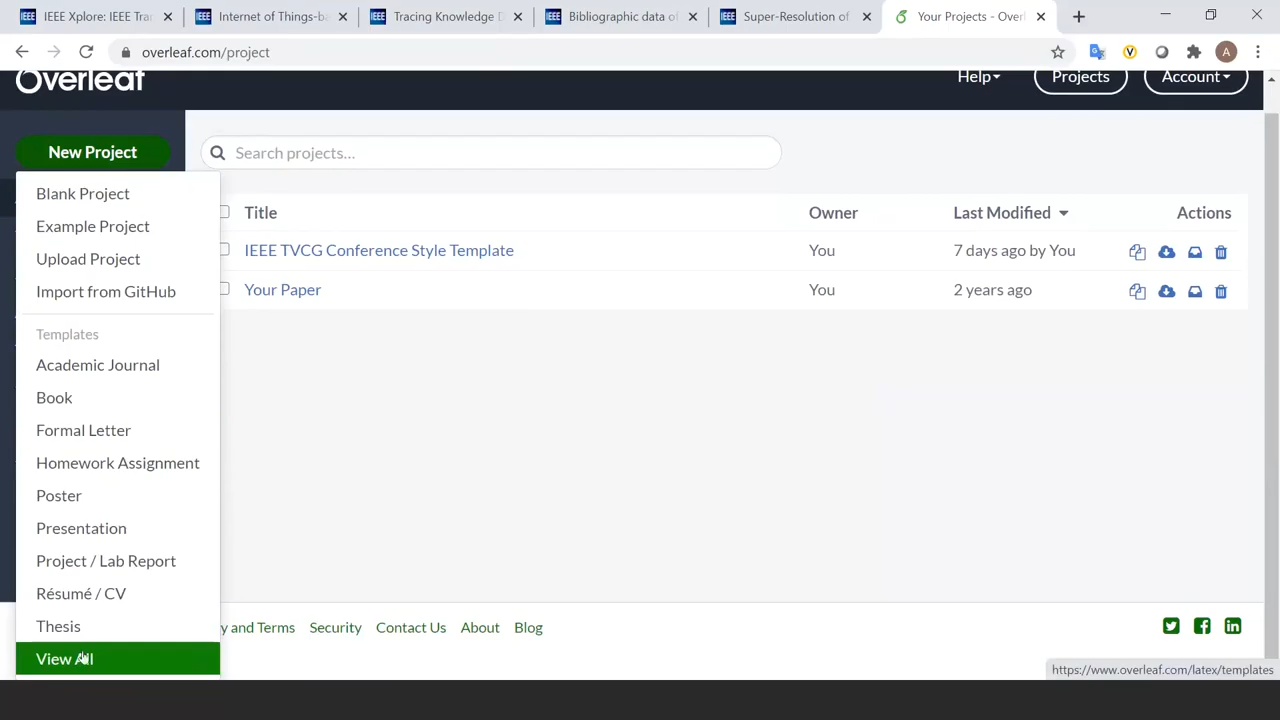 IEEE Xplore: IEEE Tra
Internet of Things-ba
Tracing Knowledge D
Bibliographic data of
Super-Resolution of
Your Projects - Over
overleaf.com/project
V
A
Overleaf
Help
Projects
Account
New Project
Search projects...
Blank Project
Example Project
Upload Project
Import from GitHub
Templates
Academic Journal
Book
Formal Letter
Homework Assignment
Poster
Presentation
Project / Lab Report
Résumé / CV
Thesis
View All
Title
Owner
Last Modified
Actions
IEEE TVCG Conference Style Template
You
7 days ago by You
Your Paper
You
2 years ago
y and Terms
Security
Contact Us
About
Blog
https://www.overleaf.com/latex/templates